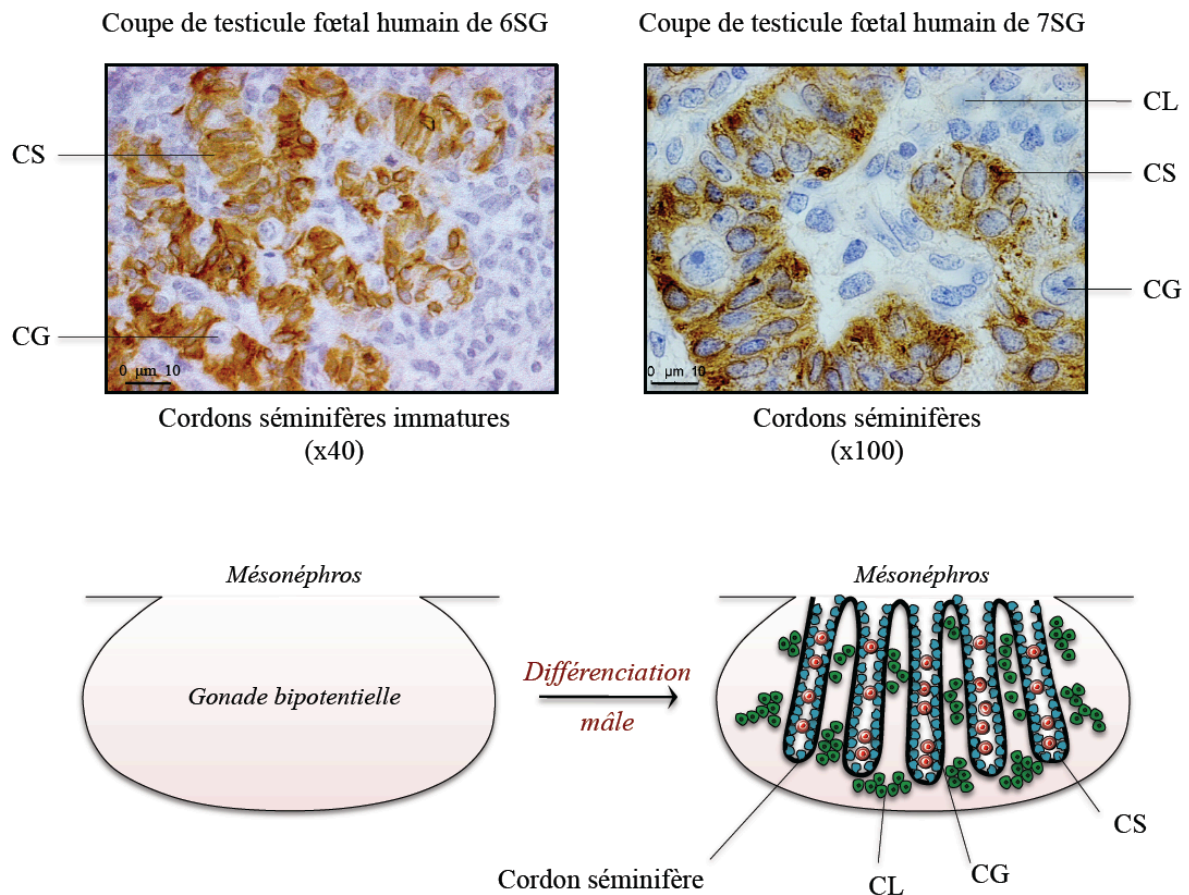 Coupe de testicule fœtal humain de 6SG
Coupe de testicule fœtal humain de 7SG
CS
CG
0 µm 10
CL
CS
CG
0 µm 10
Cordons séminifères immatures
(x40)
Cordons séminifères
(x100)
Mésonéphros
Gonade bipotentielle
Différenciation
mâle
Mésonéphros
Cordon séminifère
CL
CG
CS